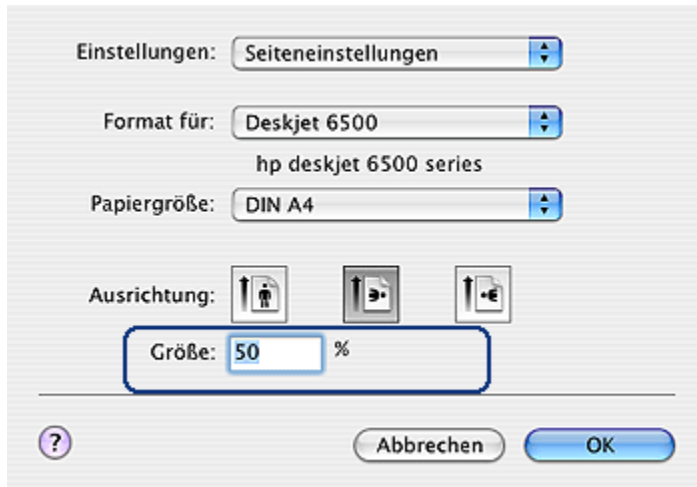 Einstellungen: Seiteneinstellungen
Format für: Deskjet 6500
hp deskjet 6500 series
Papiergröße: DIN A4
Ausrichtung:
Größe: 50 %
? Abbrechen OK